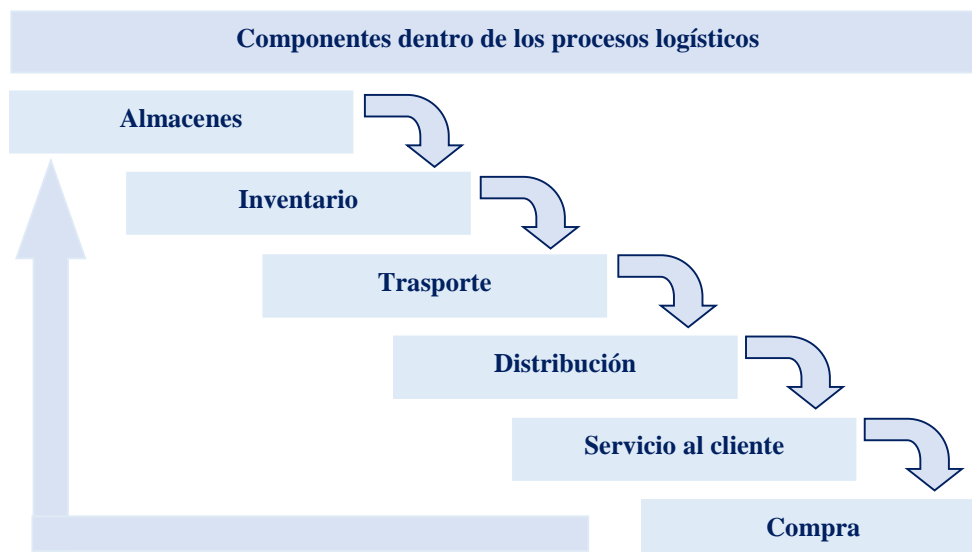 Componentes dentro de los procesos logísticos
Almacenes
Inventario
Trasporte
Distribución
Servicio al cliente
Compra